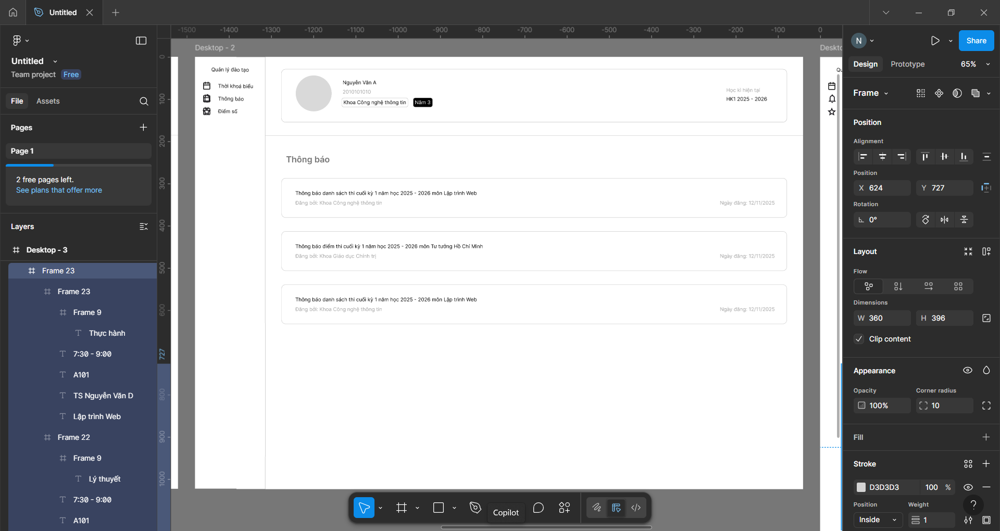 Untitled
Untitled
Team project Free
File Assets
Pages
Page 1
2 free pages left.
See plans that offer more
Layers
Desktop - 3
Frame 23
Frame 23
Frame 9
Thực hành
7:30 - 9:00
A101
TS Nguyễn Văn D
Lập trình Web
Frame 22
Frame 9
Lý thuyết
7:30 - 9:00
A101
-1500 -1400 -1300 -1200 -1100 -1000 -900 -800 -700 -600 -500 -400 -300 -200 -100 0
0
100
200
300
400
500
600
727
800
900
1000
Desktop - 2
Quản lý đào tạo
Thời khoá biểu
Thông báo
Điểm số
Nguyễn Văn A
2010101010
Khoa Công nghệ thông tin Năm 3
Học kì hiện tại
HK1 2025 - 2026
Thông báo
Thông báo danh sách thi cuối kỳ 1 năm học 2025 - 2026 môn Lập trình Web
Đăng bởi: Khoa Công nghệ thông tin Ngày đăng: 12/11/2025
Thông báo điểm thi cuối kỳ 1 năm học 2025 - 2026 môn Tư tưởng Hồ Chí Minh
Đăng bởi: Khoa Giáo dục Chính trị Ngày đăng: 12/11/2025
Thông báo danh sách thi cuối kỳ 1 năm học 2025 - 2026 môn Lập trình Web
Đăng bởi: Khoa Công nghệ thông tin Ngày đăng: 12/11/2025
Deskto
Qu
Copilot
N Share
Design Prototype 65%
Frame
Position
Alignment
Position
X 624 Y 727
Rotation
0°
Layout
Flow
Dimensions
W 360 H 396
Clip content
Appearance
Opacity Corner radius
100% 10
Fill
Stroke
D3D3D3 100 %
Position Weight
Inside 1
?